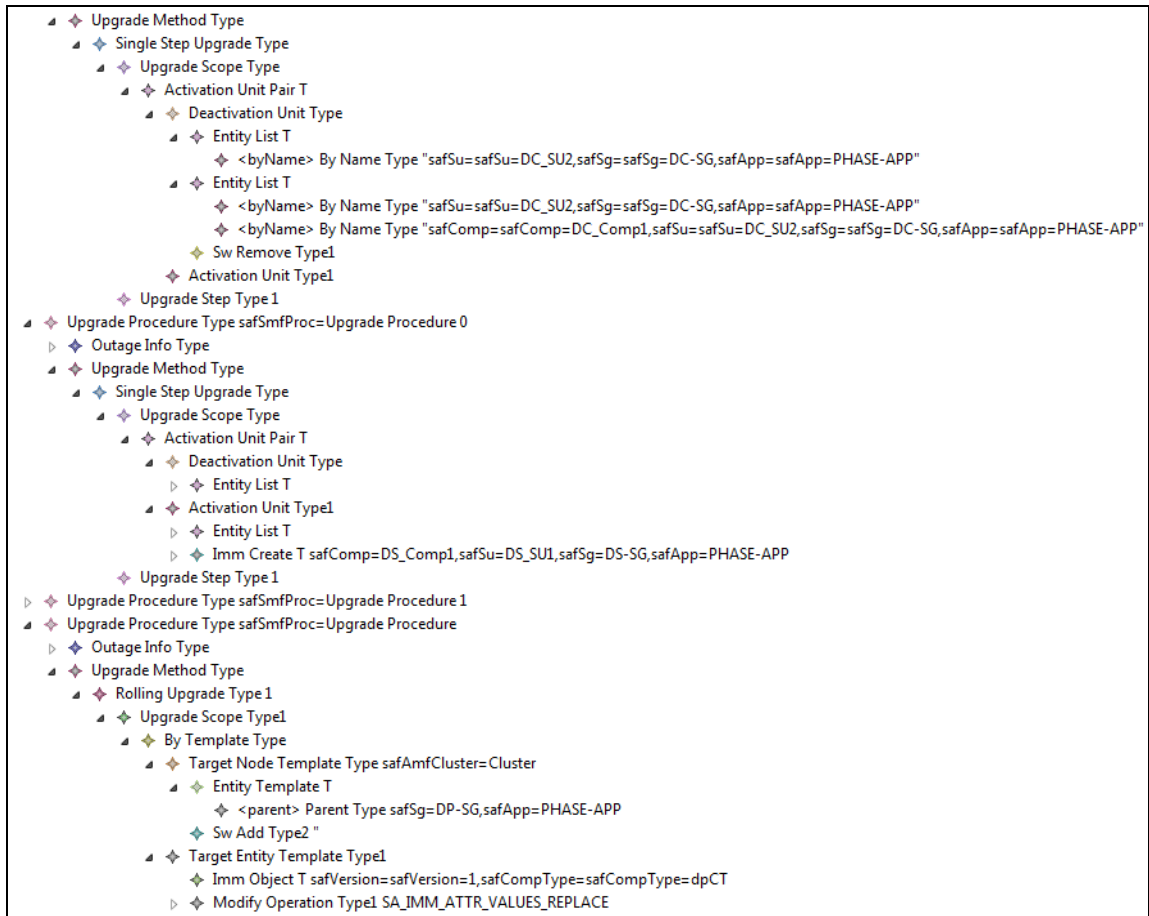 Upgrade Method Type
Single Step Upgrade Type
Upgrade Scope Type
Activation Unit Pair T
Deactivation Unit Type
Entity List T
<byName> By Name Type "safSu=safSu=DC_SU2,safSg=safSg=DC-SG,safApp=safApp=PHASE-APP"
Entity List T
<byName> By Name Type "safSu=safSu=DC_SU2,safSg=safSg=DC-SG,safApp=safApp=PHASE-APP"
<byName> By Name Type "safComp=safComp=DC_Comp1,safSu=safSu=DC_SU2,safSg=safSg=DC-SG,safApp=safApp=PHASE-APP"
Sw Remove Type1
Activation Unit Type1
Upgrade Step Type 1
Upgrade Procedure Type safSmfProc=Upgrade Procedure 0
Outage Info Type
Upgrade Method Type
Single Step Upgrade Type
Upgrade Scope Type
Activation Unit Pair T
Deactivation Unit Type
Entity List T
Activation Unit Type1
Entity List T
Imm Create T safComp=DS_Comp1,safSu=DS_SU1,safSg=DS-SG,safApp=PHASE-APP
Upgrade Step Type 1
Upgrade Procedure Type safSmfProc=Upgrade Procedure 1
Upgrade Procedure Type safSmfProc=Upgrade Procedure
Outage Info Type
Upgrade Method Type
Rolling Upgrade Type 1
Upgrade Scope Type1
By Template Type
Target Node Template Type safAmfCluster=Cluster
Entity Template T
<parent> Parent Type safSg=DP-SG,safApp=PHASE-APP
Sw Add Type2 "
Target Entity Template Type1
Imm Object T safVersion=safVersion=1,safCompType=safCompType=dpCT
Modify Operation Type1 SA_IMM_ATTR_VALUES_REPLACE